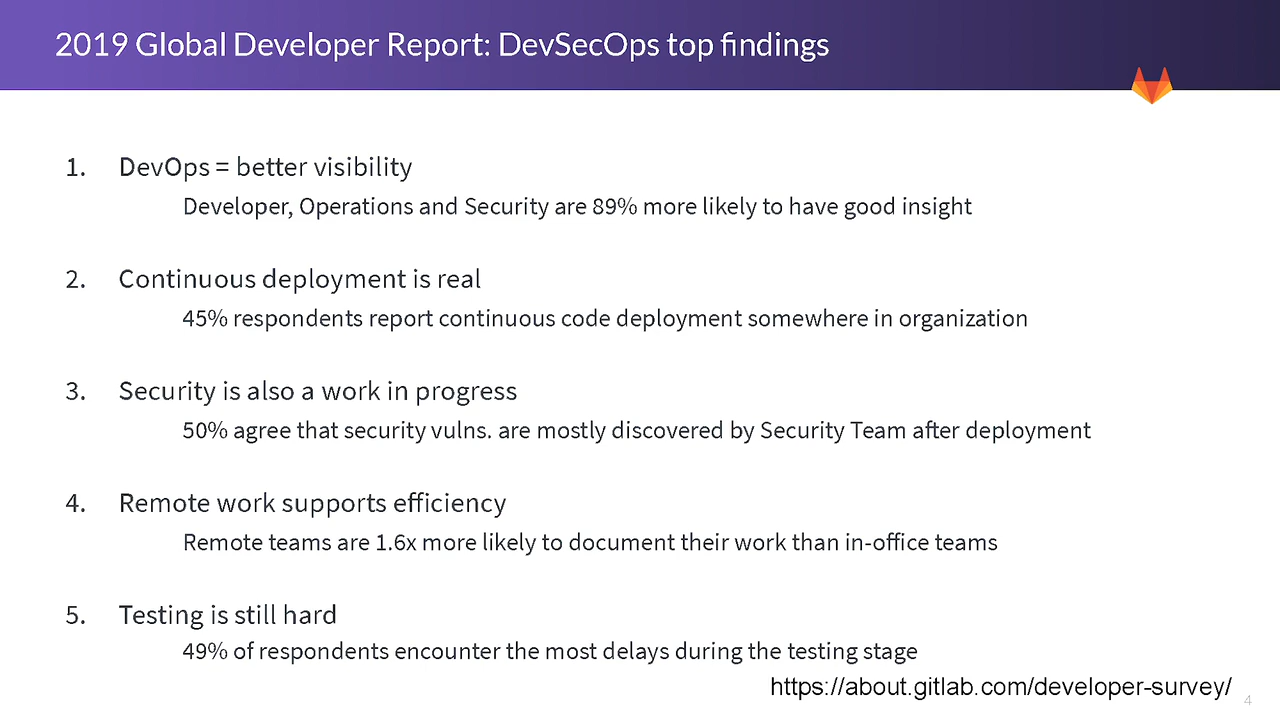 2019 Global Developer Report: DevSecOps top findings
1. DevOps = better visibility
Developer, Operations and Security are 89% more likely to have good insight
2. Continuous deployment is real
45% respondents report continuous code deployment somewhere in organization
3. Security is also a work in progress
50% agree that security vulns. are mostly discovered by Security Team after deployment
4. Remote work supports efficiency
Remote teams are 1.6x more likely to document their work than in-office teams
5. Testing is still hard
49% of respondents encounter the most delays during the testing stage
https://about.gitlab.com/developer-survey/
4